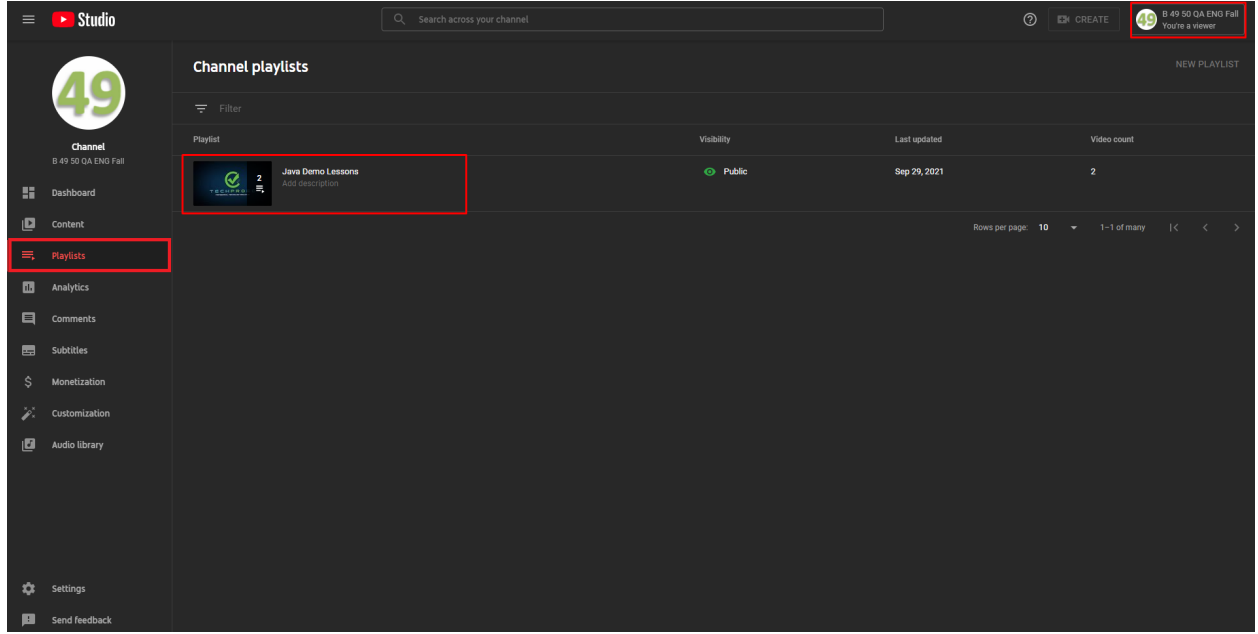 Studio
Search across your channel
CREATE
B 49 50 QA ENG Fall
You're a viewer
49
49
Channel
B 49 50 QA ENG Fall
Dashboard
Content
Playlists
Analytics
Comments
Subtitles
Monetization
Customization
Audio library
Settings
Send feedback
Channel playlists
NEW PLAYLIST
Filter
Playlist Visibility Last updated Video count
2
Java Demo Lessons
Add description
Public Sep 29, 2021 2
Rows per page: 10 1–1 of many